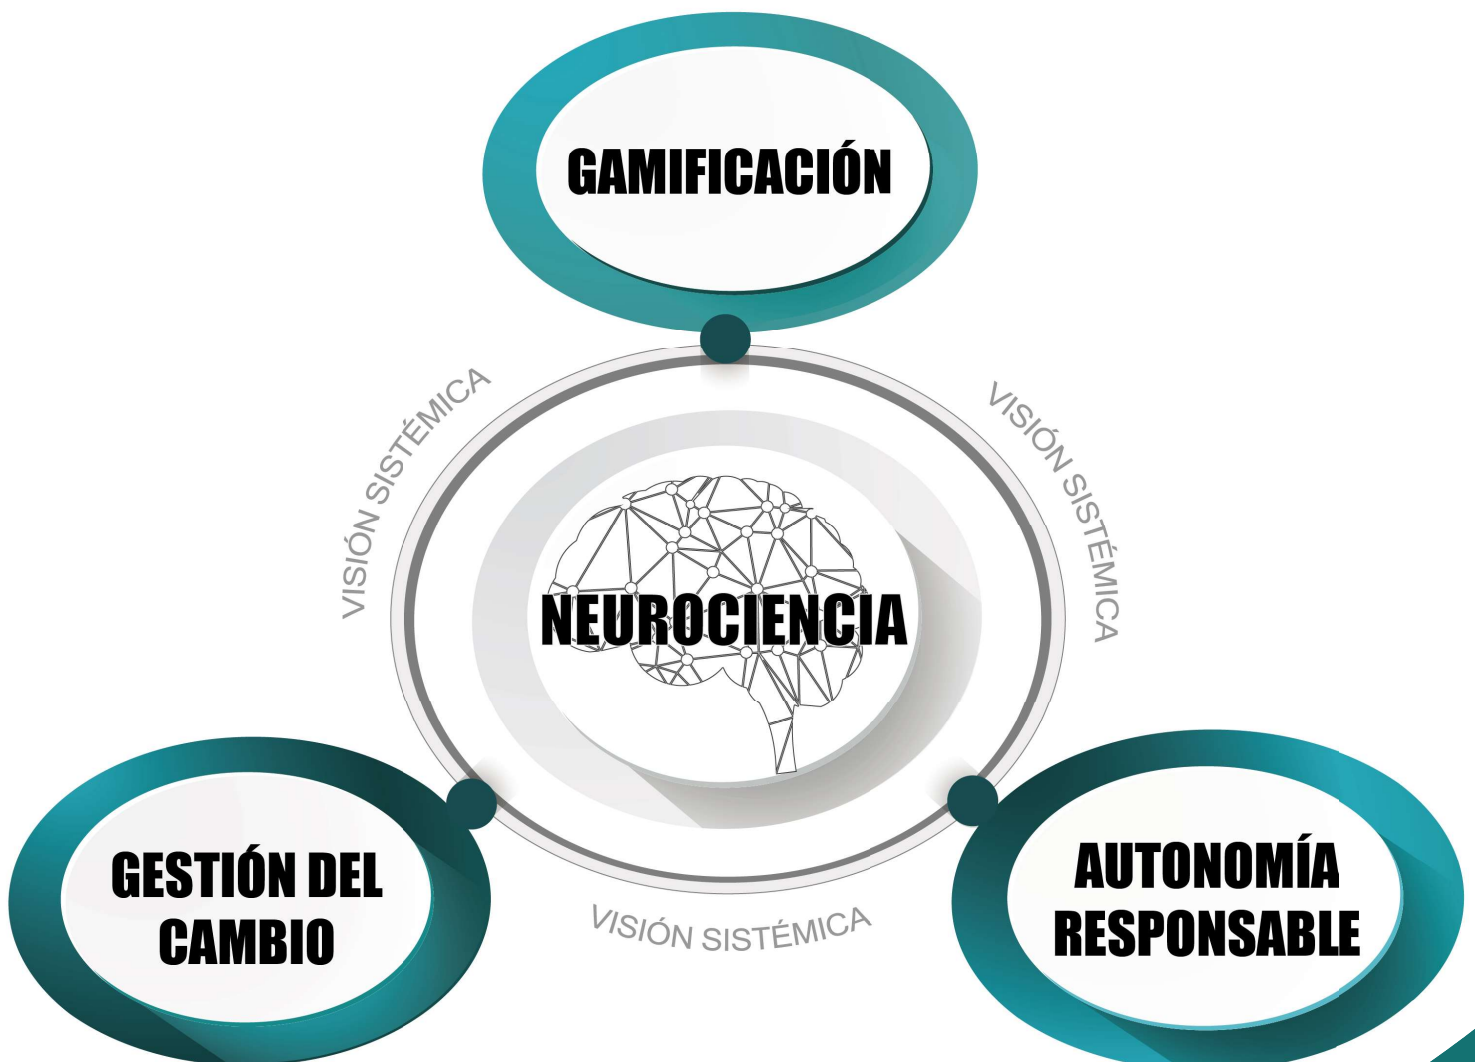 GAMIFICACIÓN
VISIÓN SISTÉMICA
VISIÓN SISTÉMICA
NEUROCIENCIA
GESTIÓN DEL
CAMBIO
VISIÓN SISTÉMICA
AUTONOMÍA
RESPONSABLE